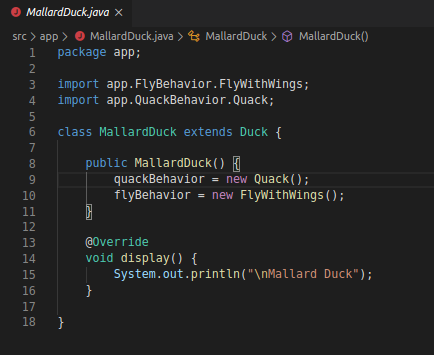 MallardDuck.java ×
src > app > MallardDuck.java > MallardDuck > MallardDuck()
1 package app;
2
3 import app.FlyBehavior.FlyWithWings;
4 import app.QuackBehavior.Quack;
5
6 class MallardDuck extends Duck {
7
8     public MallardDuck() {
9         quackBehavior = new Quack();
10         flyBehavior = new FlyWithWings();
11     }
12
13     @Override
14     void display() {
15         System.out.println("\nMallard Duck");
16     }
17
18 }